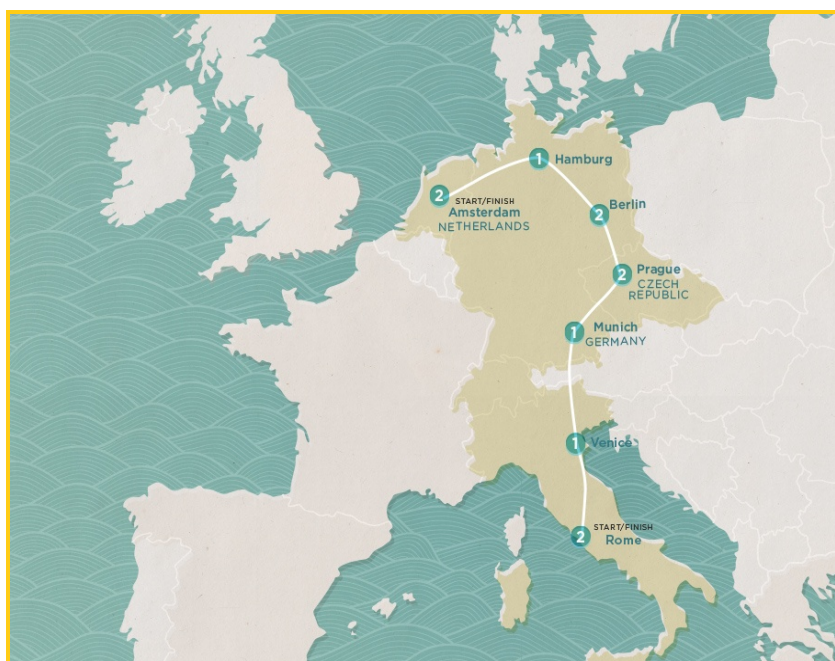 1
Hamburg
2
START/FINISH
Amsterdam
NETHERLANDS
2
Berlin
2
Prague
CZECH
REPUBLIC
1
Munich
GERMANY
1
Venice
2
START/FINISH
Rome